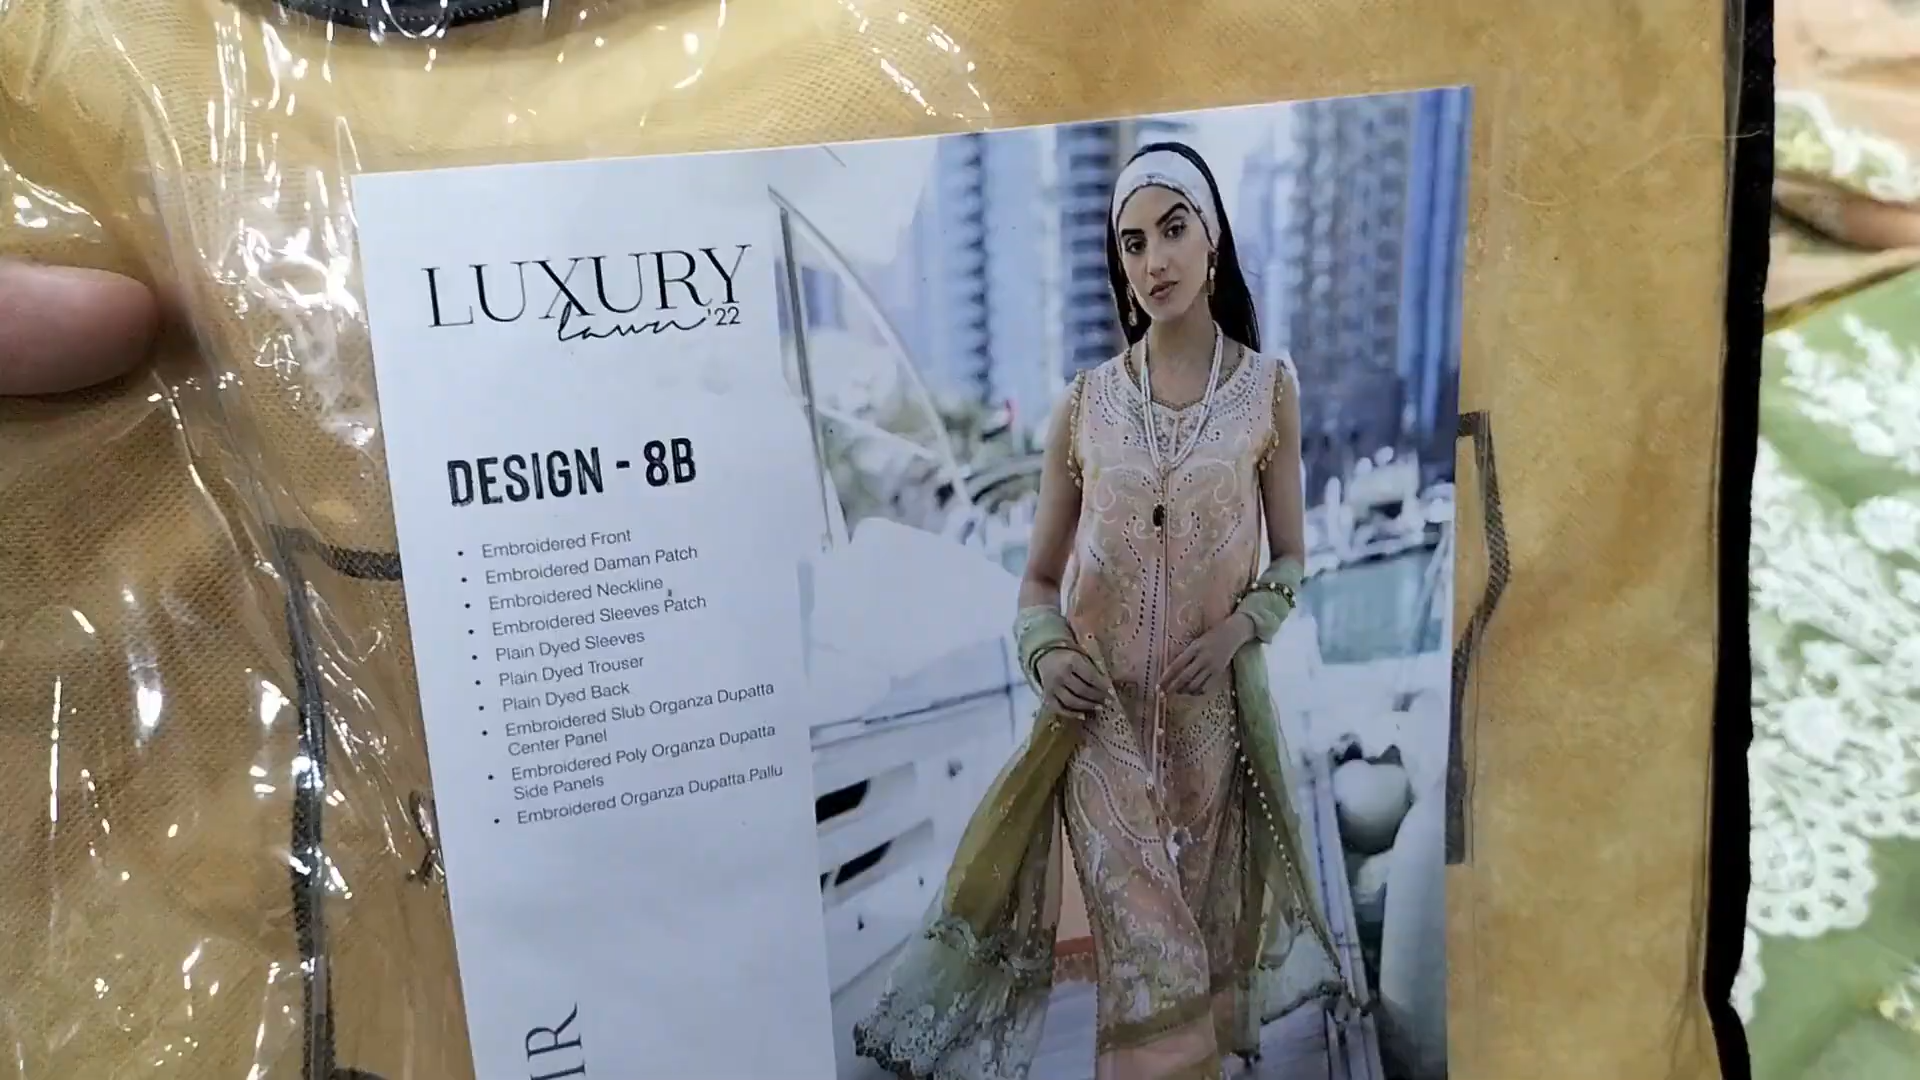 LUXURY
lawn '22
DESIGN - 8B
• Embroidered Front
• Embroidered Daman Patch
• Embroidered Neckline
• Embroidered Sleeves Patch
• Plain Dyed Sleeves
• Plain Dyed Trouser
• Plain Dyed Back
• Embroidered Slub Organza Dupatta
Center Panel
• Embroidered Poly Organza Dupatta
Side Panels
• Embroidered Organza Dupatta Pallu